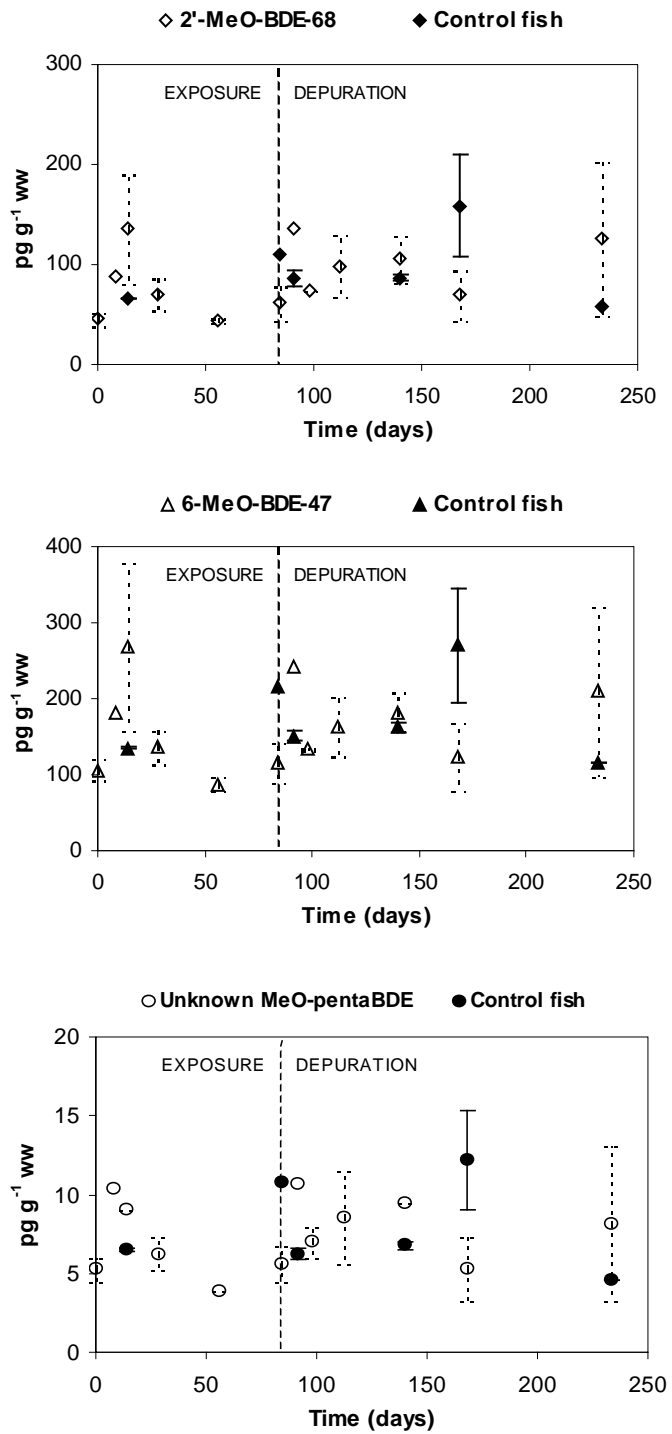 2'-MeO-BDE-68 Control fish
300
EXPOSURE DEPURATION
200
100
0
pg g-1 ww
0 50 100 150 200 250
Time (days)
6-MeO-BDE-47 Control fish
400
EXPOSURE DEPURATION
300
200
100
0
pg g-1 ww
0 50 100 150 200 250
Time (days)
Unknown MeO-pentaBDE Control fish
20
EXPOSURE DEPURATION
15
10
5
0
pg g-1 ww
0 50 100 150 200 250
Time (days)